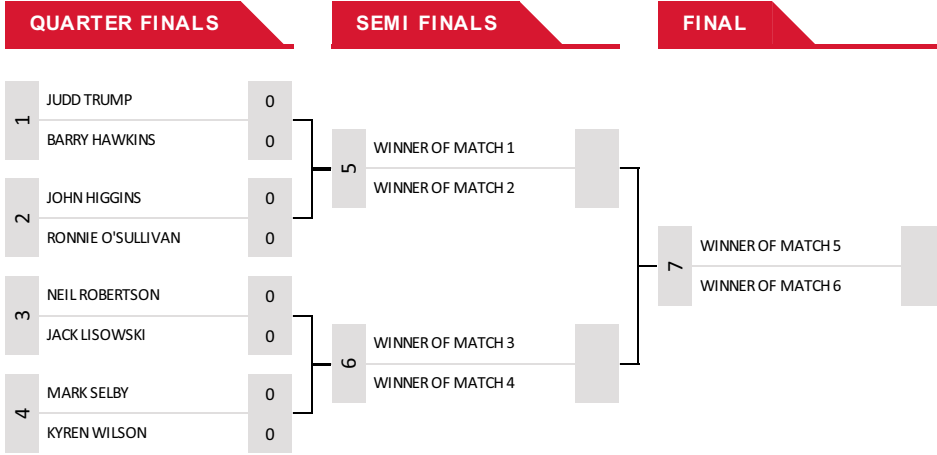 QUARTER FINALS
SEMI FINALS
FINAL
1
JUDD TRUMP 0
BARRY HAWKINS 0
2
JOHN HIGGINS 0
RONNIE O'SULLIVAN 0
3
NEIL ROBERTSON 0
JACK LISOWSKI 0
4
MARK SELBY 0
KYREN WILSON 0
5
WINNER OF MATCH 1
WINNER OF MATCH 2
6
WINNER OF MATCH 3
WINNER OF MATCH 4
7
WINNER OF MATCH 5
WINNER OF MATCH 6